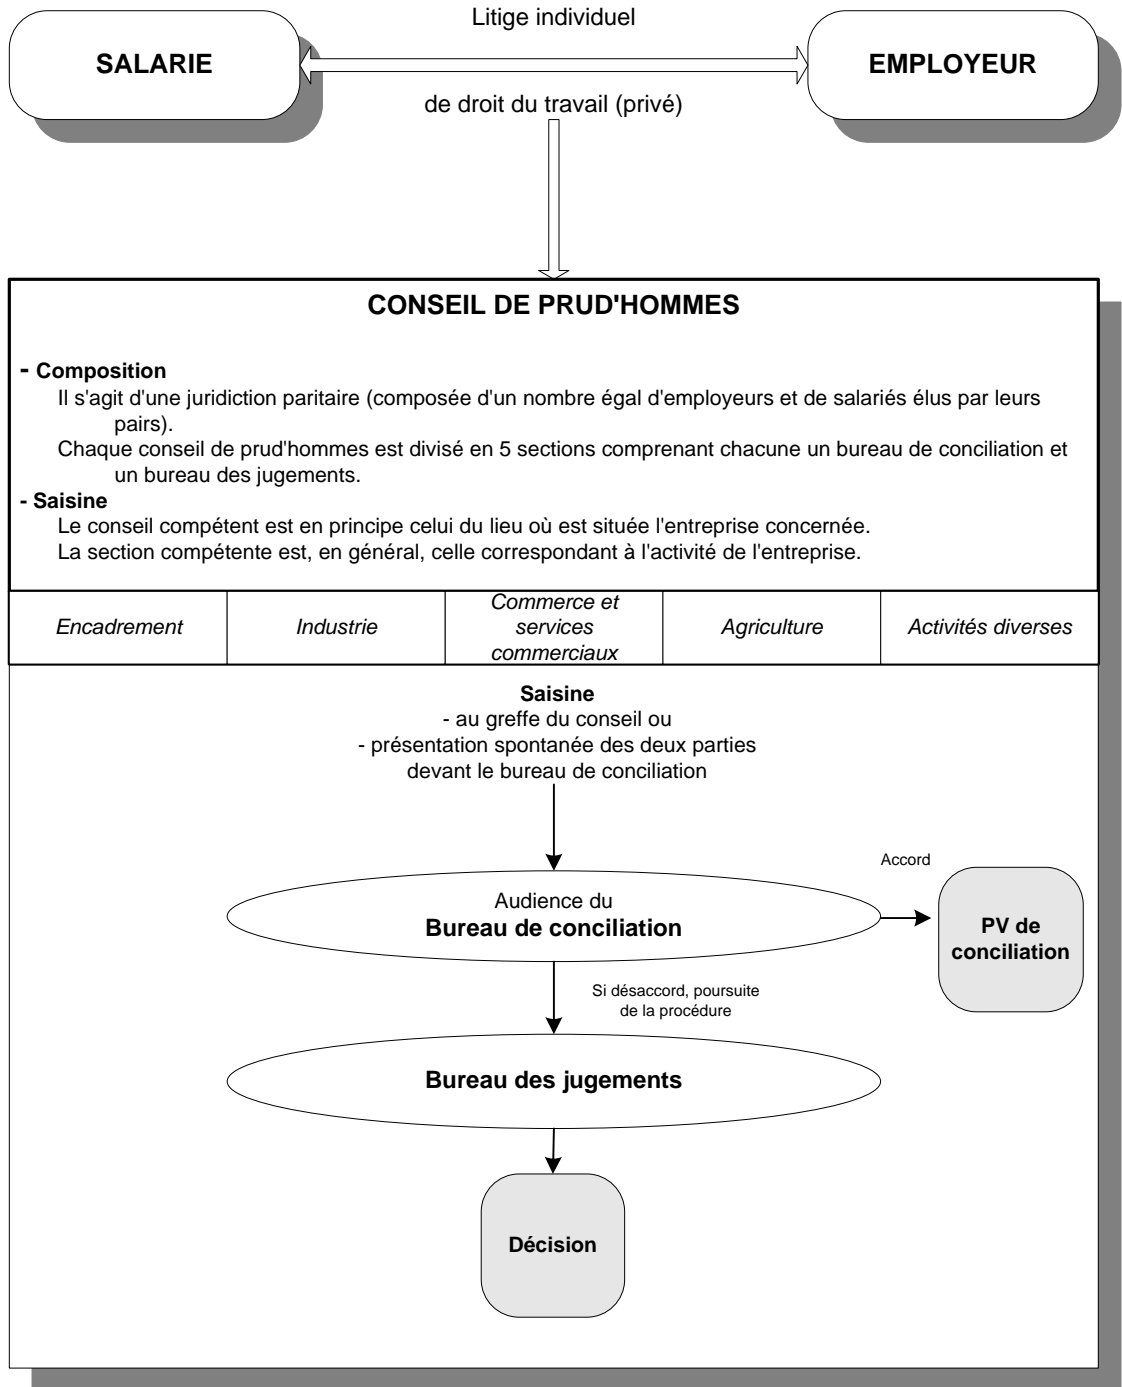 Litige individuel
SALARIE
EMPLOYEUR
de droit du travail (privé)
CONSEIL DE PRUD'HOMMES
- Composition
Il s'agit d'une juridiction paritaire (composée d'un nombre égal d'employeurs et de salariés élus par leurs
pairs).
Chaque conseil de prud'hommes est divisé en 5 sections comprenant chacune un bureau de conciliation et
un bureau des jugements.
- Saisine
Le conseil compétent est en principe celui du lieu où est située l'entreprise concernée.
La section compétente est, en général, celle correspondant à l'activité de l'entreprise.
Encadrement
Industrie
Commerce et
services
commerciaux
Agriculture
Activités diverses
Saisine
- au greffe du conseil ou
- présentation spontanée des deux parties
devant le bureau de conciliation
Accord
Audience du
Bureau de conciliation
PV de
conciliation
Si désaccord, poursuite
de la procédure
Bureau des jugements
Décision